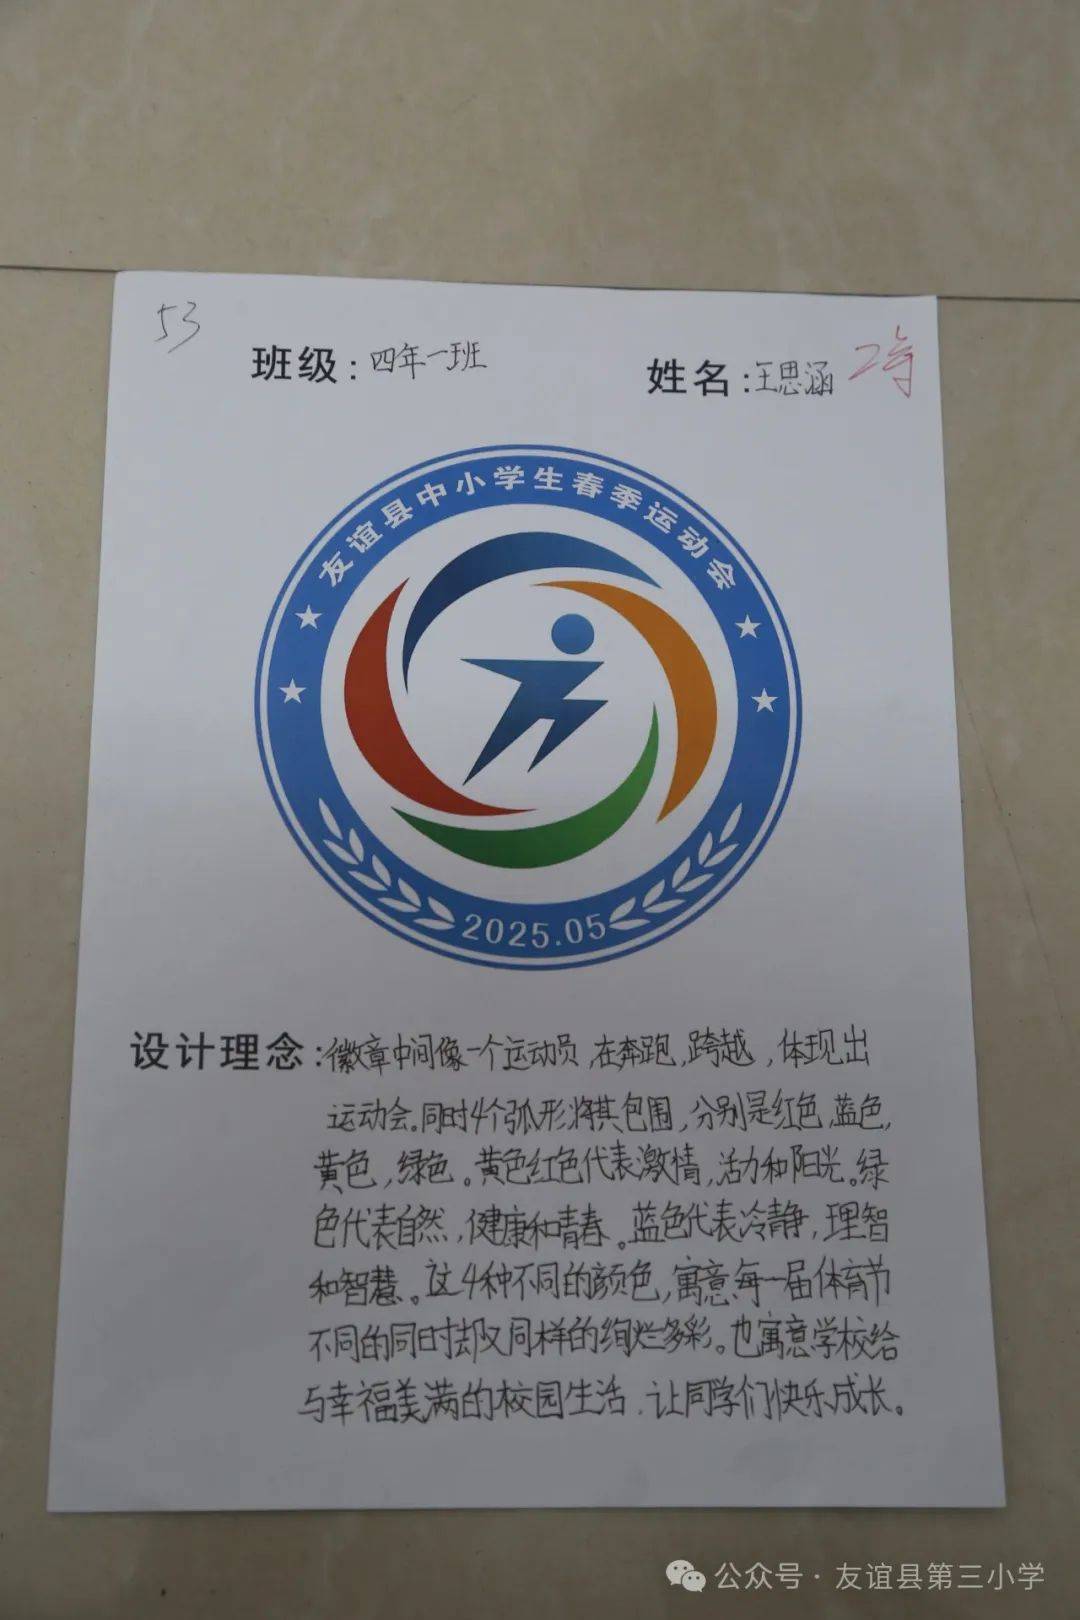 53
班级：四年一班
姓名：王思涵
2等
友谊县中小学生春季运动会
2025.05
设计理念：徽章中间像一个运动员，在奔跑，跨越，体现出
运动会。同时4个弧形将其包围，分别是红色，蓝色，
黄色，绿色。黄色红色代表激情，活力和阳光。绿
色代表自然，健康和青春。蓝色代表冷静，理智
和智慧。这4种不同的颜色，寓意每一届体育节
不同的同时却又同样的绚烂多彩。也寓意学校给
与幸福美满的校园生活，让同学们快乐成长。
公众号·友谊县第三小学